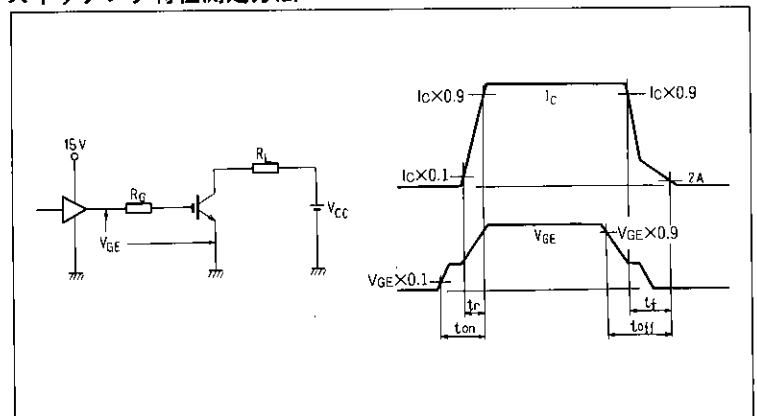 スイッチング特性測定方法
15V
RG
VGE
RL
VCC
IC×0.9
IC
IC×0.9
IC×0.1
2A
VGE
VGE×0.9
VGE×0.1
tr
ton
tf
toff